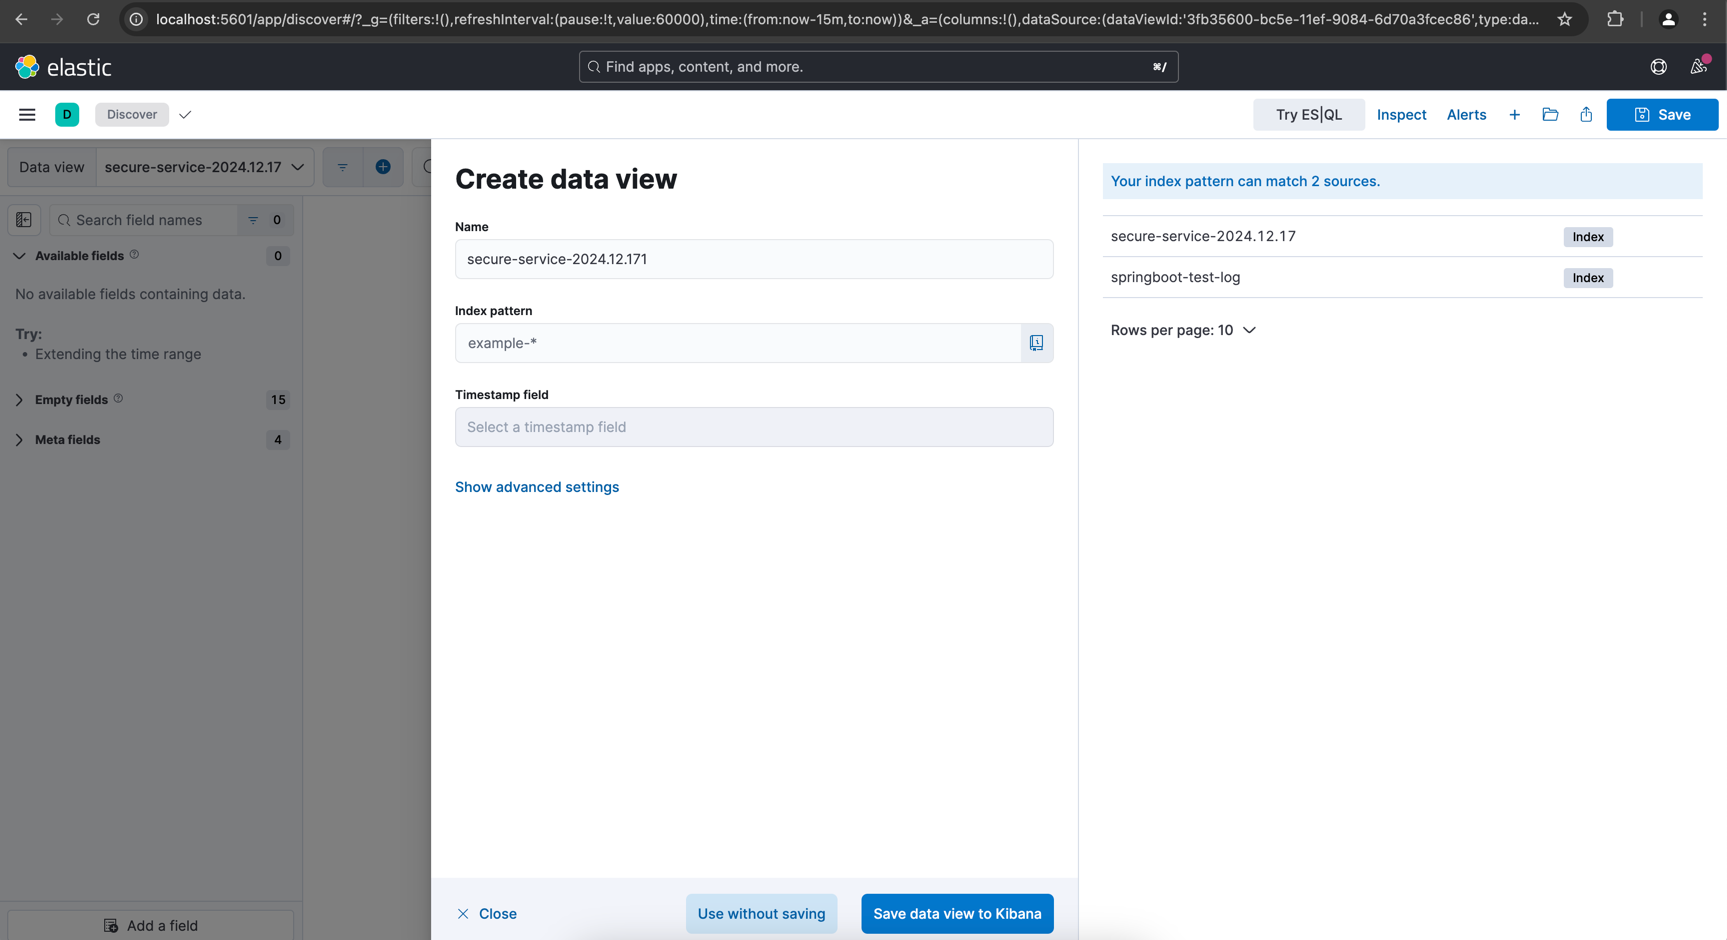 localhost:5601/app/discover#/?_g=(filters:!(),refreshInterval:(pause:!t,value:60000),time:(from:now-15m,to:now))&_a=(columns:!(),dataSource:(dataViewId:'3fb35600-bc5e-11ef-9084-6d70a3fcec86',type:da...
elastic
Find apps, content, and more.
⌘/
D
Discover
Try ES|QL
Inspect
Alerts
Save
Data view
secure-service-2024.12.17
Search field names
0
Available fields
0
No available fields containing data.
Try:
• Extending the time range
Empty fields
15
Meta fields
4
Add a field
Create data view
Name
secure-service-2024.12.171
Index pattern
example-*
Timestamp field
Select a timestamp field
Show advanced settings
Close
Use without saving
Save data view to Kibana
Your index pattern can match 2 sources.
secure-service-2024.12.17
Index
springboot-test-log
Index
Rows per page: 10